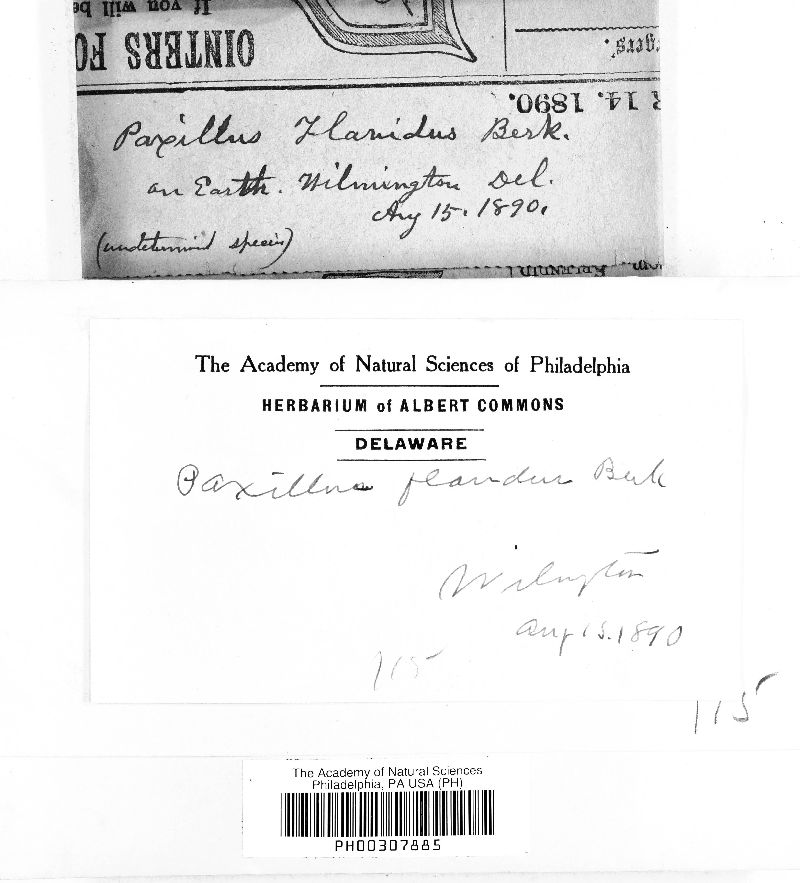 If you will be
OINTERS FO
gers.
R 14. 1890.
Paxillus Flavidus Berk.
on Earth. Wilmington Del.
Aug 15. 1890.
(undetermined species)
The Academy of Natural Sciences of Philadelphia
HERBARIUM of ALBERT COMMONS
DELAWARE
Paxillus flavidus Berk
Wilmington
Aug 15. 1890
115
115
The Academy of Natural Sciences
Philadelphia, PA USA (PH)
PH00307885